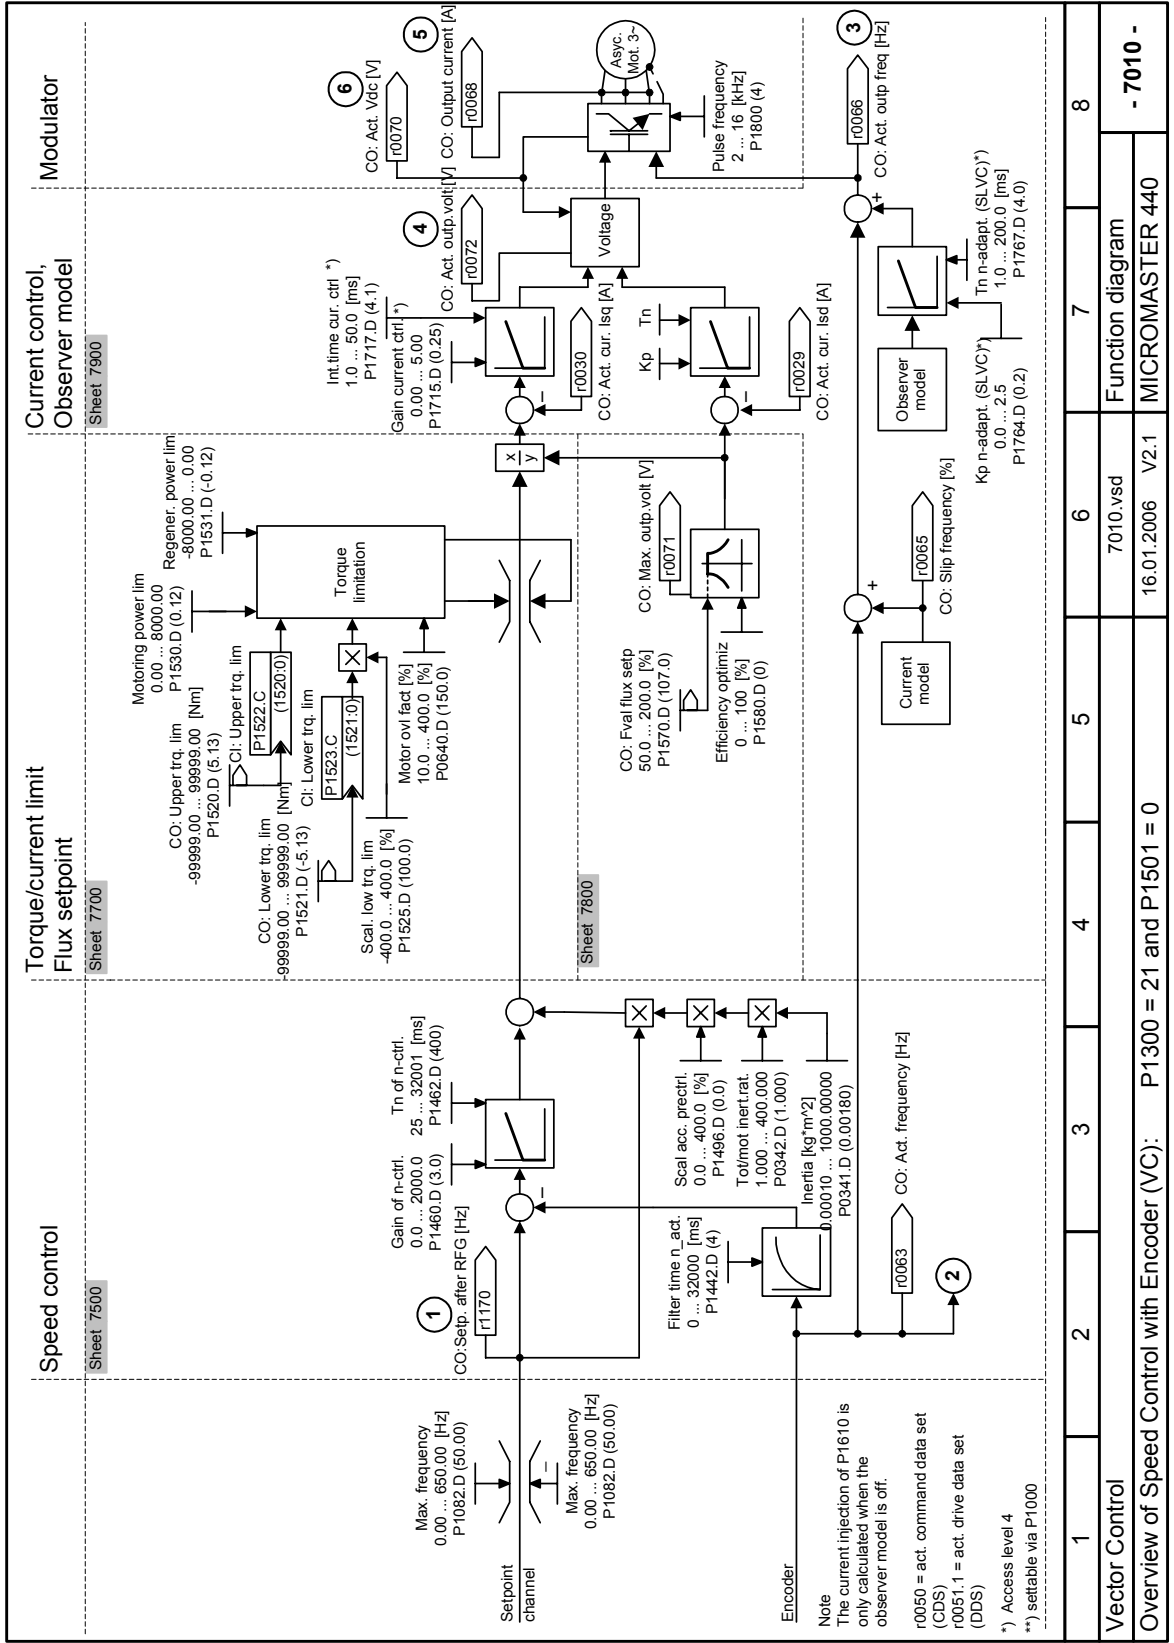 Speed control
Torque/current limit
Flux setpoint
Current control,
Observer model
Modulator
Sheet 7500
Sheet 7700
Sheet 7800
Sheet 7900
Setpoint
channel
Max. frequency
0.00 ... 650.00 [Hz]
P1082.D (50.00)
Max. frequency
0.00 ... 650.00 [Hz]
P1082.D (50.00)
–
1
CO:Setp. after RFG [Hz]
r1170
Gain of n-ctrl.
0.0 ... 2000.0
P1460.D (3.0)
Tn of n-ctrl.
25 ... 32001 [ms]
P1462.D (400)
–
Filter time n_act.
0 ... 32000 [ms]
P1442.D (4)
Scal acc. prectrl.
0.0 ... 400.0 [%]
P1496.D (0.0)
Tot/mot inert.rat.
1.000 ... 400.000
P0342.D (1.000)
Inertia [kg*m^2]
0.00010 ... 1000.00000
P0341.D (0.00180)
Encoder
r0063
CO: Act. frequency [Hz]
2
CO: Upper trq. lim
-99999.00 ... 99999.00 [Nm]
P1520.D (5.13)
CI: Upper trq. lim
P1522.C
(1520:0)
CO: Lower trq. lim
-99999.00 ... 99999.00 [Nm]
P1521.D (-5.13)
CI: Lower trq. lim
P1523.C
(1521:0)
Scal. low trq. lim
-400.0 ... 400.0 [%]
P1525.D (100.0)
Motoring power lim
0.00 ... 8000.00
P1530.D (0.12)
Regener. power lim
-8000.00 ... 0.00
P1531.D (-0.12)
Torque
limitation
Motor ovl fact [%]
10.0 ... 400.0 [%]
P0640.D (150.0)
CO: Fval flux setp
50.0 ... 200.0 [%]
P1570.D (107.0)
Efficiency optimiz
0 ... 100 [%]
P1580.D (0)
CO: Max. outp.volt [V]
r0071
x
y
Int.time cur. ctrl *)
1.0 ... 50.0 [ms]
P1717.D (4.1)
Gain current ctrl. *)
0.00 ... 5.00
P1715.D (0.25)
–
r0030
CO: Act. cur. Isq [A]
Kp
Tn
–
r0029
CO: Act. cur. Isd [A]
Voltage
4
CO: Act. outp.volt[V]
r0072
6
CO: Act. Vdc [V]
r0070
5
CO: Output current [A]
r0068
Asyc.
Mot. 3~
Pulse frequency
2 ... 16 [kHz]
P1800 (4)
3
r0066
CO: Act. outp freq [Hz]
Current
model
+
r0065
CO: Slip frequency [%]
Observer
model
+
Kp n-adapt. (SLVC)*)
0.0 ... 2.5
P1764.D (0.2)
Tn n-adapt. (SLVC)*)
1.0 ... 200.0 [ms]
P1767.D (4.0)
Note
The current injection of P1610 is
only calculated when the
observer model is off.
r0050 = act. command data set
(CDS)
r0051.1 = act. drive data set
(DDS)
*) Access level 4
**) settable via P1000
1 2 3 4 5 6 7 8
Vector Control
7010.vsd
Function diagram
- 7010 -
Overview of Speed Control with Encoder (VC): P1300 = 21 and P1501 = 0
16.01.2006 V2.1
MICROMASTER 440